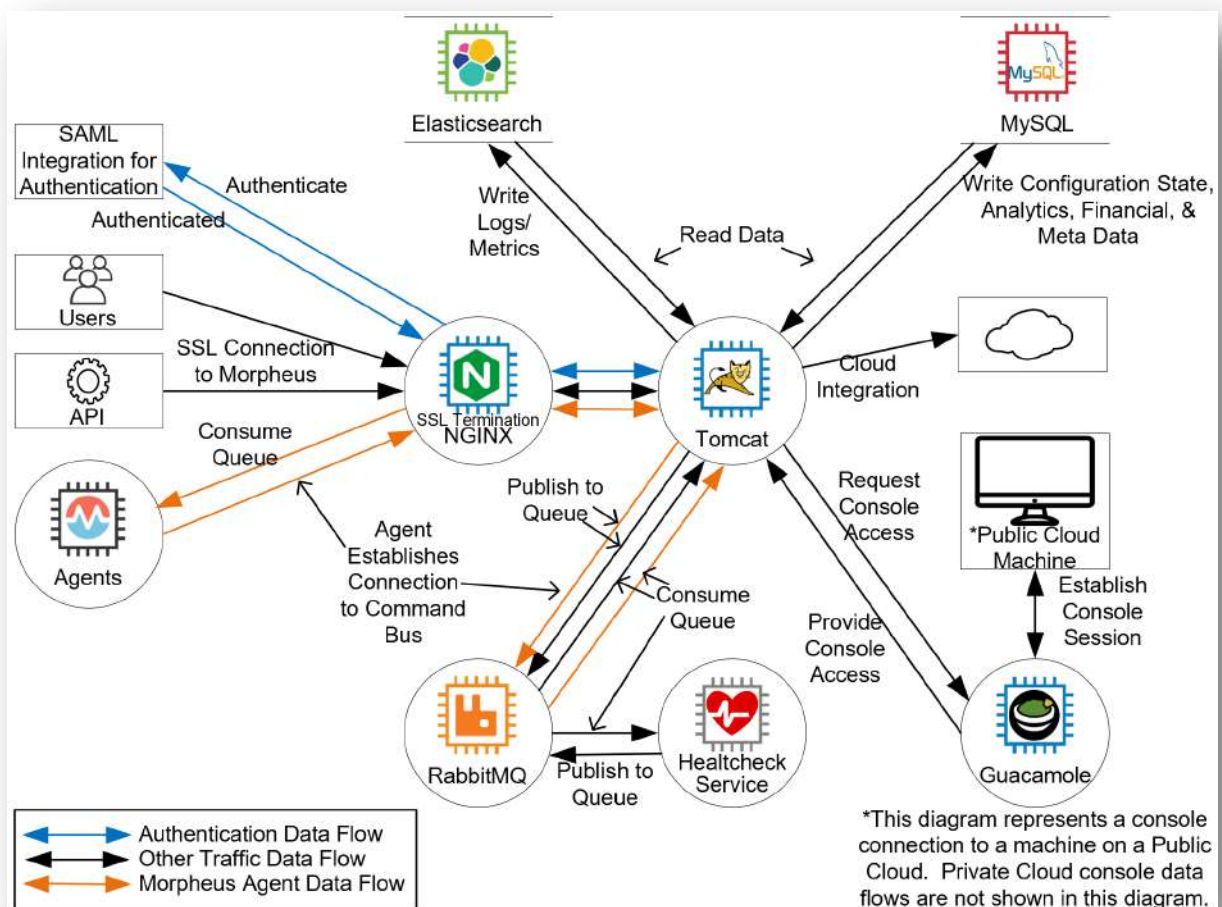 Elasticsearch
MySQL
MySQL
SAML
Integration for
Authentication
Authenticate
Authenticated
Write
Logs/
Metrics
Read Data
Write Configuration State,
Analytics, Financial, &
Meta Data
Users
API
SSL Connection
to Morpheus
N
SSL Termination
NGINX
Tomcat
Cloud
Integration
Consume
Queue
Agents
Agent
Establishes
Connection
to Command
Bus
Publish to
Queue
Consume
Queue
Request
Console
Access
Provide
Console
Access
*Public Cloud
Machine
Establish
Console
Session
RabbitMQ
Publish to
Queue
Healtcheck
Service
Guacamole
Authentication Data Flow
Other Traffic Data Flow
Morpheus Agent Data Flow
*This diagram represents a console
connection to a machine on a Public
Cloud. Private Cloud console data
flows are not shown in this diagram.